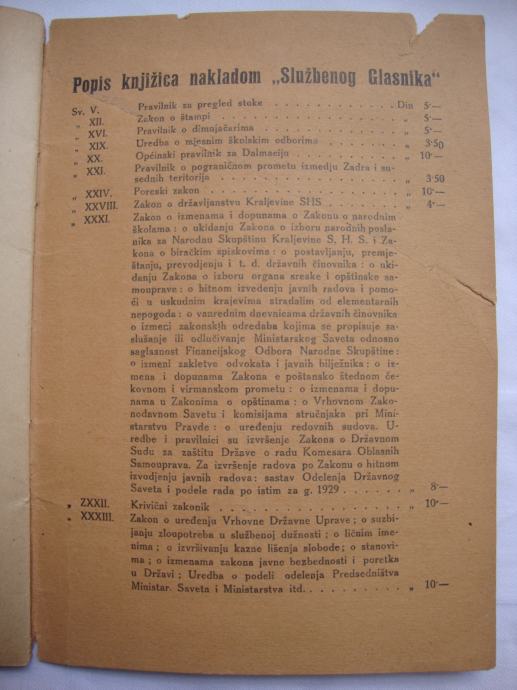 Popis knjižica nakladom „Službenog Glasnika“
Sv. V. Pravilnik za pregled stoke . . . . . . . . . . . . Din 5·—
„ XII. Zakon o štampi . . . . . . . . . . . . „ 5·—
„ XVI. Pravilnik o dimnjačarima . . . . . . . . . . . . „ 5·—
„ XIX. Uredba o mjesnim školskim odborima . . . . . . . . „ 3·50
„ XX. Općinski pravilnik za Dalmaciju . . . . . . . . . . „ 10·—
„ XXI. Pravilnik o pograničnom prometu izmedju Zadra i su-
sednih teritorija . . . . . . . . . . . . „ 3·50
„ XXIV. Poreski zakon . . . . . . . . . . . . „ 10·—
„ XXVIII. Zakon o državljanstvu Kraljevine SHS . . . . . . . „ 4·—
„ XXXI. Zakon o izmenama i dopunama o Zakonu o narodnim
školama : o ukidanju Zakona o izboru narodnih posla-
nika za Narodnu Skupštinu Kraljevine S. H. S. i Za-
kona o biračkim spiskovima : o postavljanju, premje-
štanju, prevodjenju i t. d. državnih činovnika : o uki-
danju Zakona o izboru organa sreske i opštinske sa-
mouprave : o hitnom izvedenju javnih radova i pomo-
ći u uskudnim krajevima stradalim od elementarnih
nepogoda : o vanrednim dnevnicama državnih činovnika
o izmeni zakonskih odredaba kojima se propisuje sa-
slušanje ili odlučivanje Ministarskog Saveta odnosno
saglasnost Financijskog Odbora Narodne Skupštine :
o izmeni zakletve odvokata i javnih bilježnika : o iz-
mena i dopunama Zakona e poštansko štednom če-
kovnom i virmanskom prometu : o izmenama i dopu-
nama u Zakonima o opštinama : o Vrhovnom Zako-
nodavnom Savetu i komisijama stručnjaka pri Mini-
starstvu Pravde : o uređenju redovnih sudova. U-
redbe i pravilnici su izvršenje Zakona o Državnom
Sudu za zaštitu Države o radu Komesara Oblasnih
Samouprava. Za izvršenje radova po Zakonu o hitnom
izvodjenju javnih radova : sastav Odelenja Državnog
Saveta i podele rada po istim za g. 1929 . . . . . . „ 8·—
„ ZXXII. Krivični zakonik . . . . . . . . . . . . „ 10·—
„ XXXIII. Zakon o uređenju Vrhovne Državne Uprave ; o suzbi-
janju zloupotreba u službenoj dužnosti ; o ličnim ime-
nima ; o izvršivanju kazne lišenja slobode ; o stanovi-
ma ; o izmenama zakona javne bezbednosti i poretka
u Državi ; Uredba o podeli odelenja Predsedništva
Ministar. Saveta i Ministarstva itd. . . . . . . . . „ 10·—